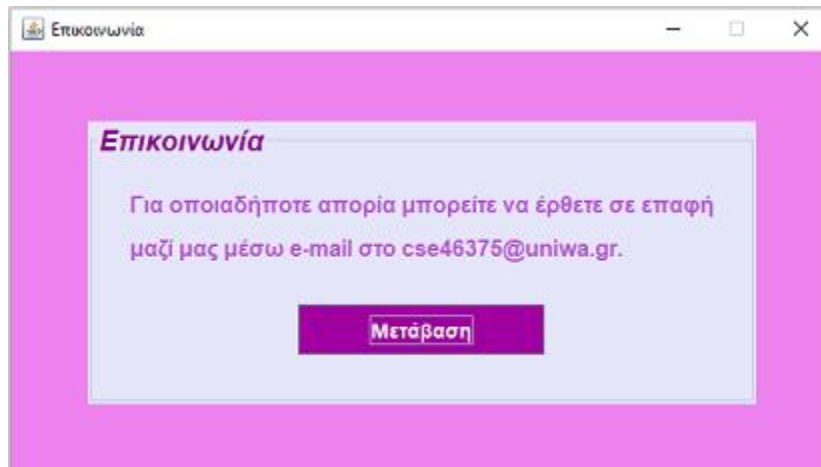 Επικοινωνία
Επικοινωνία
Για οποιαδήποτε απορία μπορείτε να έρθετε σε επαφή
μαζί μας μέσω e-mail στο cse46375@uniwa.gr.
Μετάβαση